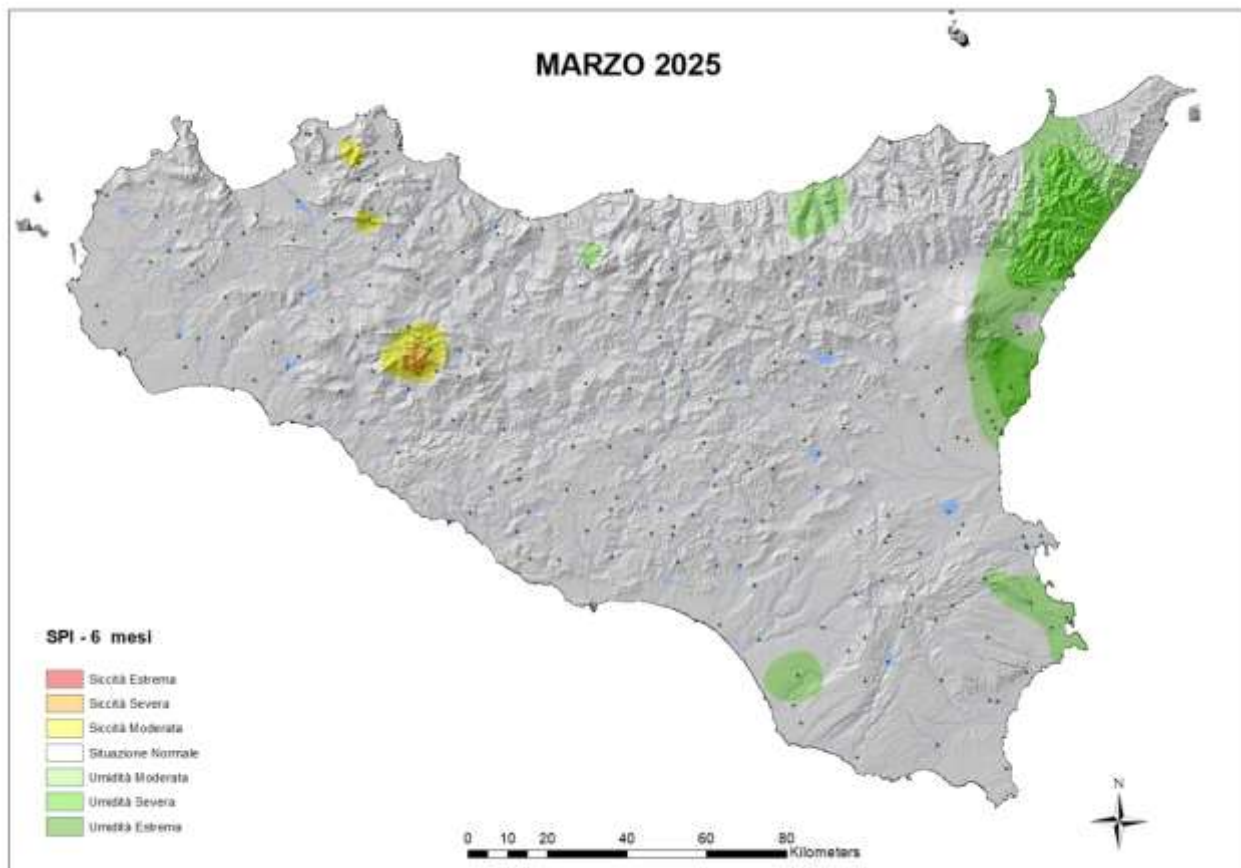 MARZO 2025
SPI - 6 mesi
Siccità Estrema
Siccità Severa
Siccità Moderata
Situazione Normale
Umidità Moderata
Umidità Severa
Umidità Estrema
N
0 10 20 40 60 80
Kilometers